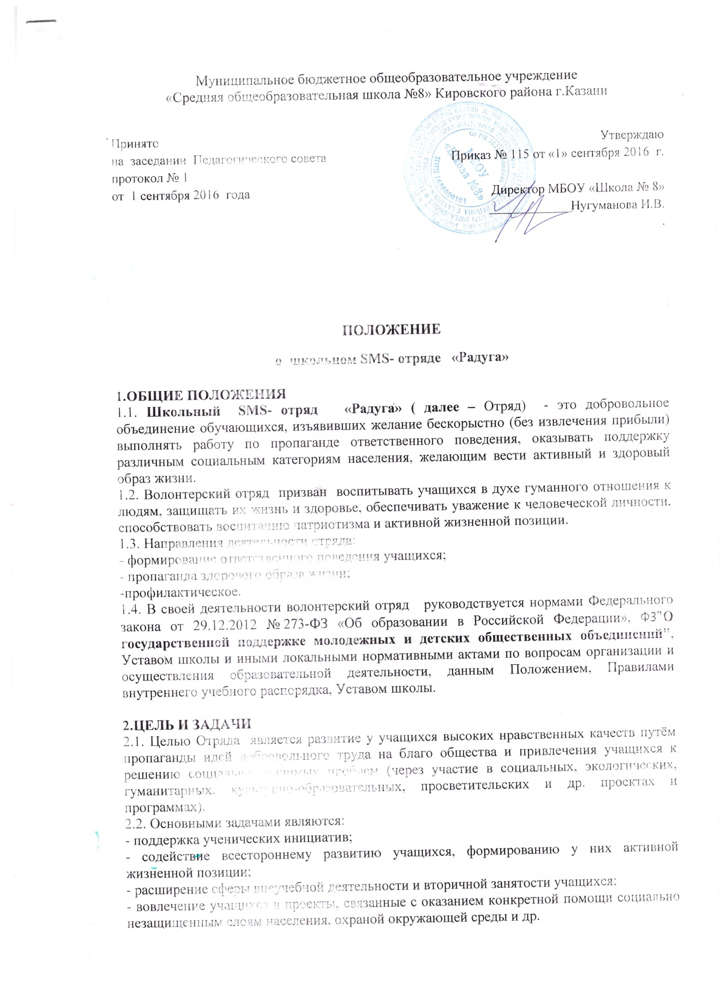 Муниципальное бюджетное общеобразовательное учреждение
«Средняя общеобразовательная школа №8» Кировского района г.Казани
Принято
на заседании Педагогического совета
протокол № 1
от 1 сентября 2016 года
Утверждаю
Приказ № 115 от «1» сентября 2016 г.
Директор МБОУ «Школа № 8»
Нугуманова И.В.
МБОУ
«Школа №8»
ПОЛОЖЕНИЕ
о школьном SMS- отряде «Радуга»
1.ОБЩИЕ ПОЛОЖЕНИЯ
1.1. Школьный SMS- отряд «Радуга» ( далее – Отряд) - это добровольное
объединение обучающихся, изъявивших желание бескорыстно (без извлечения прибыли)
выполнять работу по пропаганде ответственного поведения, оказывать поддержку
различным социальным категориям населения, желающим вести активный и здоровый
образ жизни.
1.2. Волонтерский отряд призван воспитывать учащихся в духе гуманного отношения к
людям, защищать их жизнь и здоровье, обеспечивать уважение к человеческой личности,
способствовать воспитанию патриотизма и активной жизненной позиции.
1.3. Направления деятельности отряда:
- формирование ответственного поведения учащихся;
- пропаганда здорового образа жизни;
-профилактическое.
1.4. В своей деятельности волонтерский отряд руководствуется нормами Федерального
закона от 29.12.2012 №273-ФЗ «Об образовании в Российской Федерации», ФЗ"О
государственной поддержке молодежных и детских общественных объединений",
Уставом школы и иными локальными нормативными актами по вопросам организации и
осуществления образовательной деятельности, данным Положением, Правилами
внутреннего учебного распорядка, Уставом школы.
2.ЦЕЛЬ И ЗАДАЧИ
2.1. Целью Отряда является развитие у учащихся высоких нравственных качеств путём
пропаганды идей добровольного труда на благо общества и привлечения учащихся к
решению социально значимых проблем (через участие в социальных, экологических,
гуманитарных, культурно-образовательных, просветительских и др. проектах и
программах).
2.2. Основными задачами являются:
- поддержка ученических инициатив;
- содействие всестороннему развитию учащихся, формированию у них активной
жизненной позиции;
- расширение сферы внеучебной деятельности и вторичной занятости учащихся;
- вовлечение учащихся в проекты, связанные с оказанием конкретной помощи социально
незащищенным слоям населения, охраной окружающей среды и др.